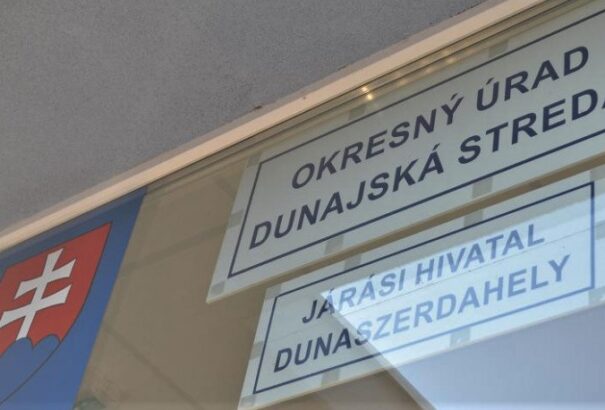 OKRESNÝ ÚRAD
DUNAJSKÁ STREDA
JÁRÁSI HIVATAL
DUNASZERDAHELY